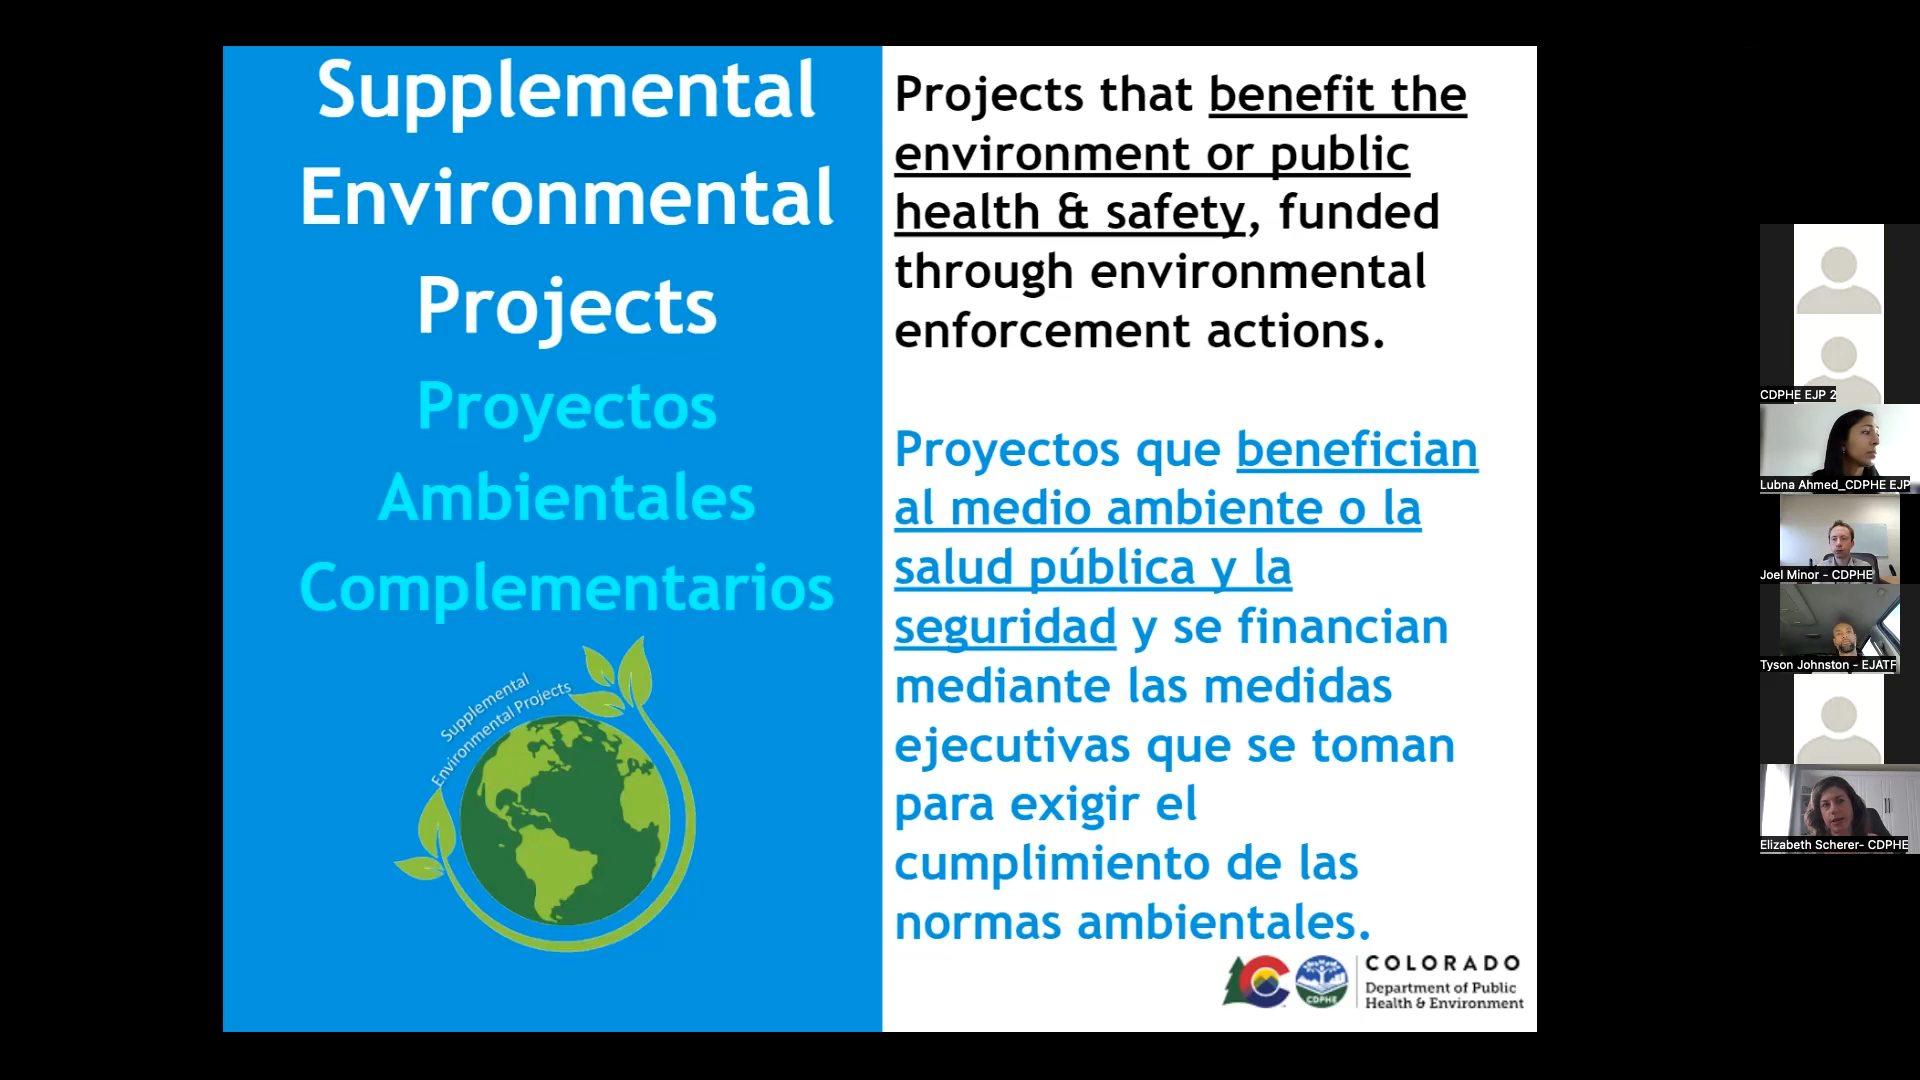 Supplemental
Environmental
Projects
Proyectos
Ambientales
Complementarios
Supplemental
Environmental Projects
Projects that benefit the
environment or public
health & safety, funded
through environmental
enforcement actions.
Proyectos que benefician
al medio ambiente o la
salud pública y la
seguridad y se financian
mediante las medidas
ejecutivas que se toman
para exigir el
cumplimiento de las
normas ambientales.
C
CDPHE
COLORADO
Department of Public
Health & Environment
CDPHE EJP 2
Lubna Ahmed_CDPHE EJP
Joel Minor - CDPHE
Tyson Johnston - EJATF
Elizabeth Scherer- CDPHE